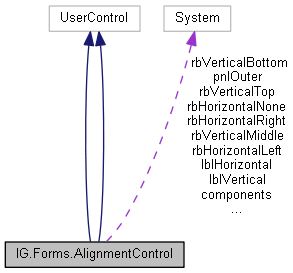 UserControl
System
rbVerticalBottom
pnlOuter
rbVerticalTop
rbHorizontalNone
rbHorizontalRight
rbVerticalMiddle
rbHorizontalLeft
lblHorizontal
lblVertical
components
...
IG.Forms.AlignmentControl